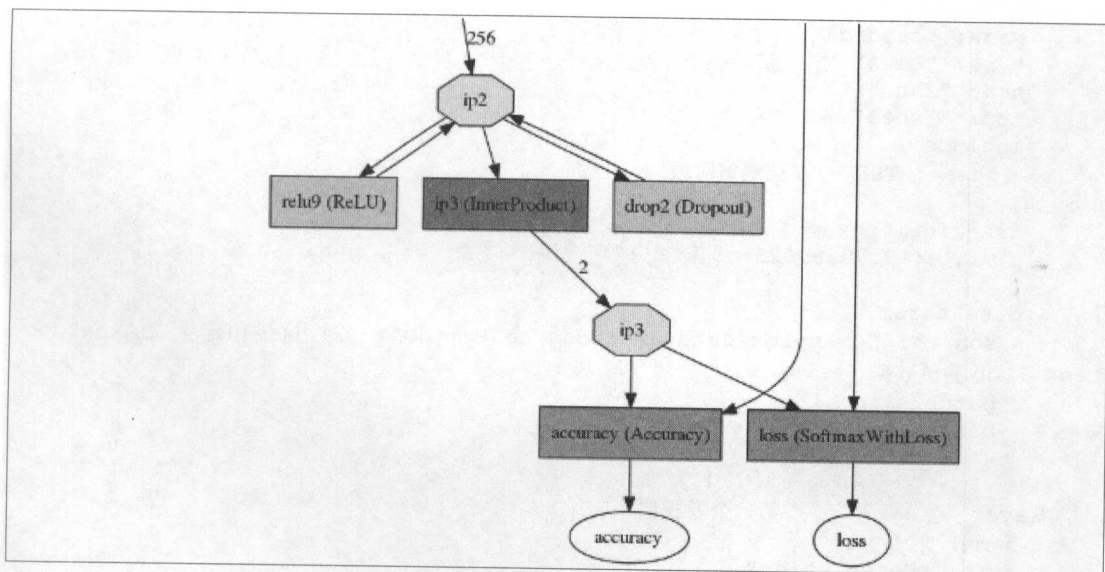 256
ip2
relu9 (ReLU)
ip3 (InnerProduct)
drop2 (Dropout)
2
ip3
accuracy (Accuracy)
loss (SoftmaxWithLoss)
accuracy
loss